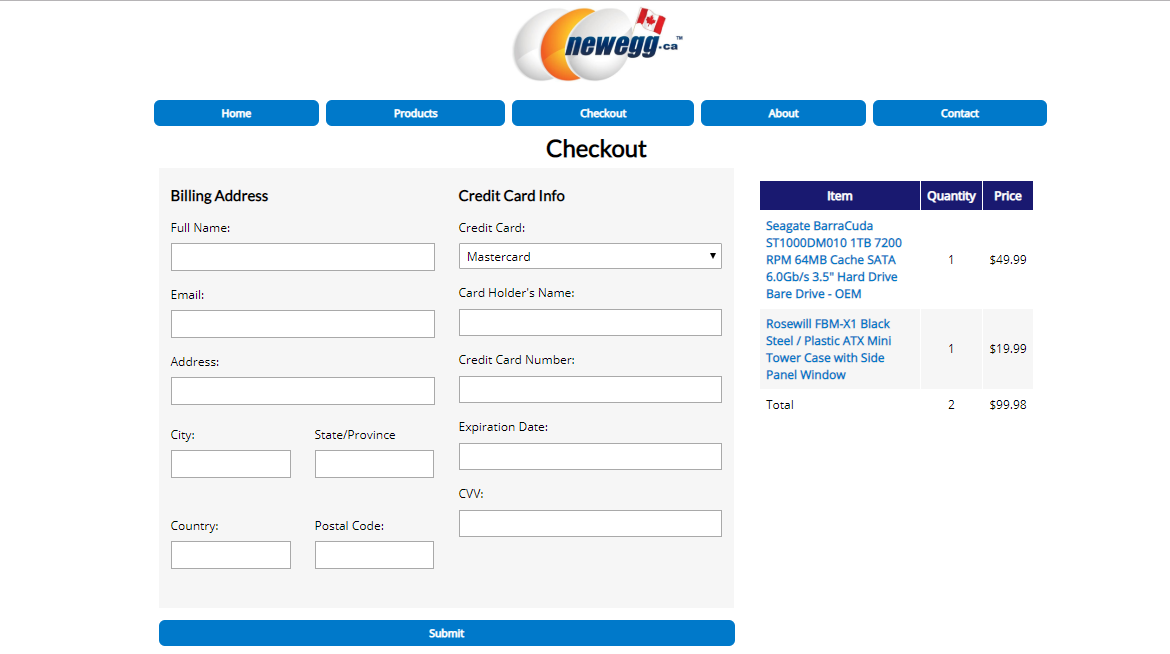 newegg.ca™
Home
Products
Checkout
About
Contact
Checkout
Billing Address
Full Name:
Email:
Address:
City:
State/Province
Country:
Postal Code:
Credit Card Info
Credit Card:
Mastercard
Card Holder's Name:
Credit Card Number:
Expiration Date:
CVV:
Submit
Item Quantity Price
Seagate BarraCuda
ST1000DM010 1TB 7200
RPM 64MB Cache SATA
6.0Gb/s 3.5" Hard Drive
Bare Drive - OEM
1
$49.99
Rosewill FBM-X1 Black
Steel / Plastic ATX Mini
Tower Case with Side
Panel Window
1
$19.99
Total 2 $99.98